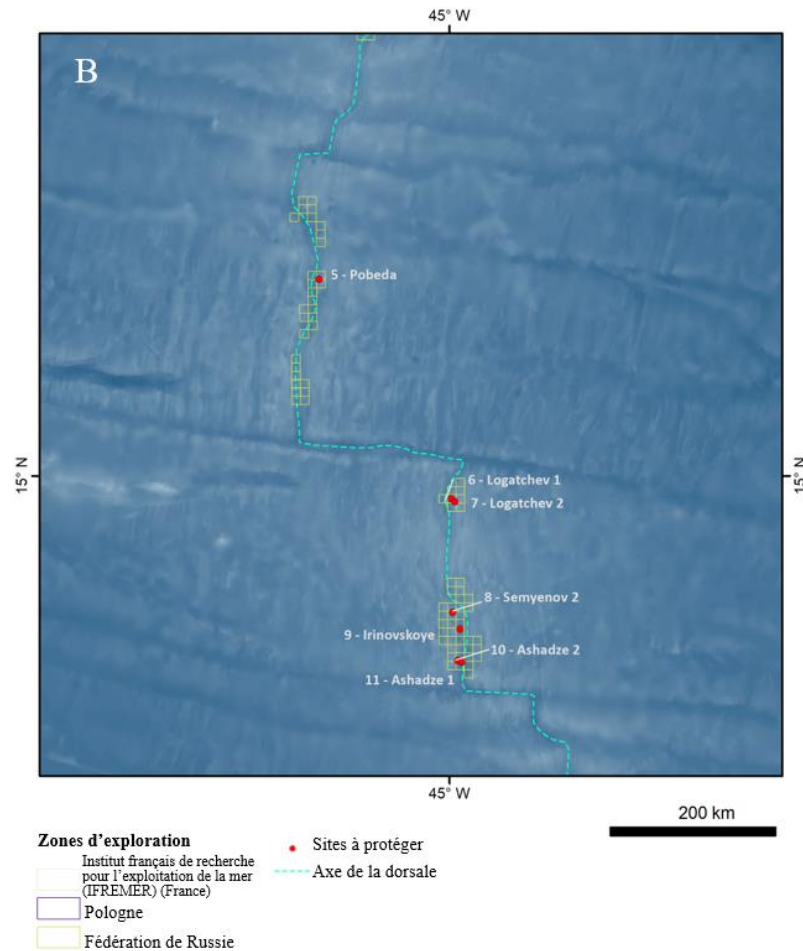 45° W
B
5 - Pobeda
15° N
15° N
6 - Logatchev 1
7 - Logatchev 2
8 - Semyenov 2
9 - Irinovskoye
10 - Ashadze 2
11 - Ashadze 1
45° W
200 km
Zones d’exploration
Institut français de recherche
pour l’exploitation de la mer
(IFREMER) (France)
Pologne
Fédération de Russie
Sites à protéger
Axe de la dorsale